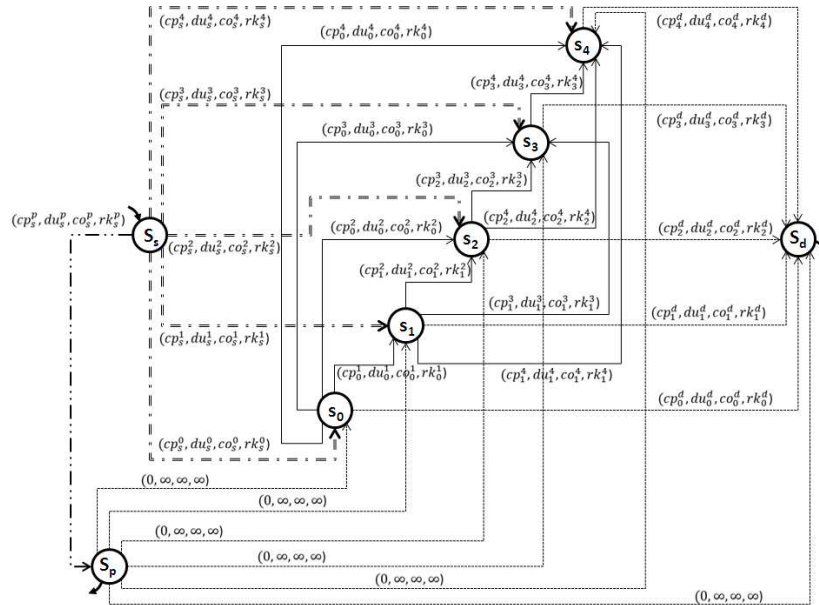 (cp_s^4, du_s^4, co_s^4, rk_s^4)
(cp_4^d, du_4^d, co_4^d, rk_4^d)
(cp_0^4, du_0^4, co_0^4, rk_0^4)
S_4
(cp_3^4, du_3^4, co_3^4, rk_3^4)
(cp_s^3, du_s^3, co_s^3, rk_s^3)
(cp_0^3, du_0^3, co_0^3, rk_0^3)
(cp_3^d, du_3^d, co_3^d, rk_3^d)
S_3
(cp_2^3, du_2^3, co_2^3, rk_2^3)
(cp_s^p, du_s^p, co_s^p, rk_s^p)
(cp_0^2, du_0^2, co_0^2, rk_0^2)
(cp_2^4, du_2^4, co_2^4, rk_2^4)
(cp_2^d, du_2^d, co_2^d, rk_2^d)
S_s
(cp_s^2, du_s^2, co_s^2, rk_s^2)
S_2
S_d
(cp_1^2, du_1^2, co_1^2, rk_1^2)
(cp_1^3, du_1^3, co_1^3, rk_1^3)
(cp_1^d, du_1^d, co_1^d, rk_1^d)
(cp_s^1, du_s^1, co_s^1, rk_s^1)
S_1
(cp_0^1, du_0^1, co_0^1, rk_0^1)
(cp_1^4, du_1^4, co_1^4, rk_1^4)
S_0
(cp_0^d, du_0^d, co_0^d, rk_0^d)
(cp_s^0, du_s^0, co_s^0, rk_s^0)
(0, ∞, ∞, ∞)
(0, ∞, ∞, ∞)
(0, ∞, ∞, ∞)
(0, ∞, ∞, ∞)
S_p
(0, ∞, ∞, ∞)
(0, ∞, ∞, ∞)